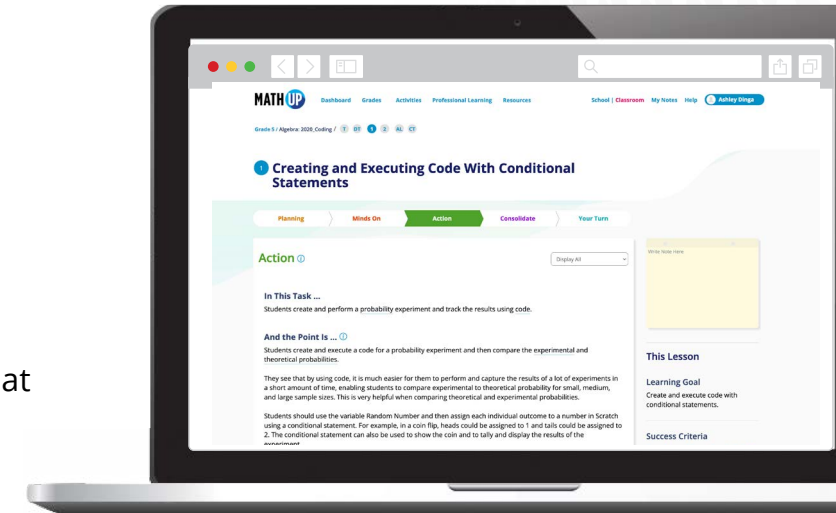 MATH UP
Dashboard Grades Activities Professional Learning Resources
School | Classroom My Notes Help Ashley Dinga
Grade 5 / Algebra: 2020_Coding / T DT 1 2 AL CT
1 Creating and Executing Code With Conditional
Statements
Planning Minds On Action Consolidate Your Turn
Action
Display All
Write Note Here
In This Task ...
Students create and perform a probability experiment and track the results using code.
And the Point Is ...
Students create and execute a code for a probability experiment and then compare the experimental and
theoretical probabilities.
They see that by using code, it is much easier for them to perform and capture the results of a lot of experiments in
a short amount of time, enabling students to compare experimental to theoretical probability for small, medium,
and large sample sizes. This is very helpful when comparing theoretical and experimental probabilities.
Students should use the variable Random Number and then assign each individual outcome to a number in Scratch
using a conditional statement. For example, in a coin flip, heads could be assigned to 1 and tails could be assigned to
2. The conditional statement can also be used to show the coin and to tally and display the results of the
experiment.
This Lesson
Learning Goal
Create and execute code with
conditional statements.
Success Criteria
at